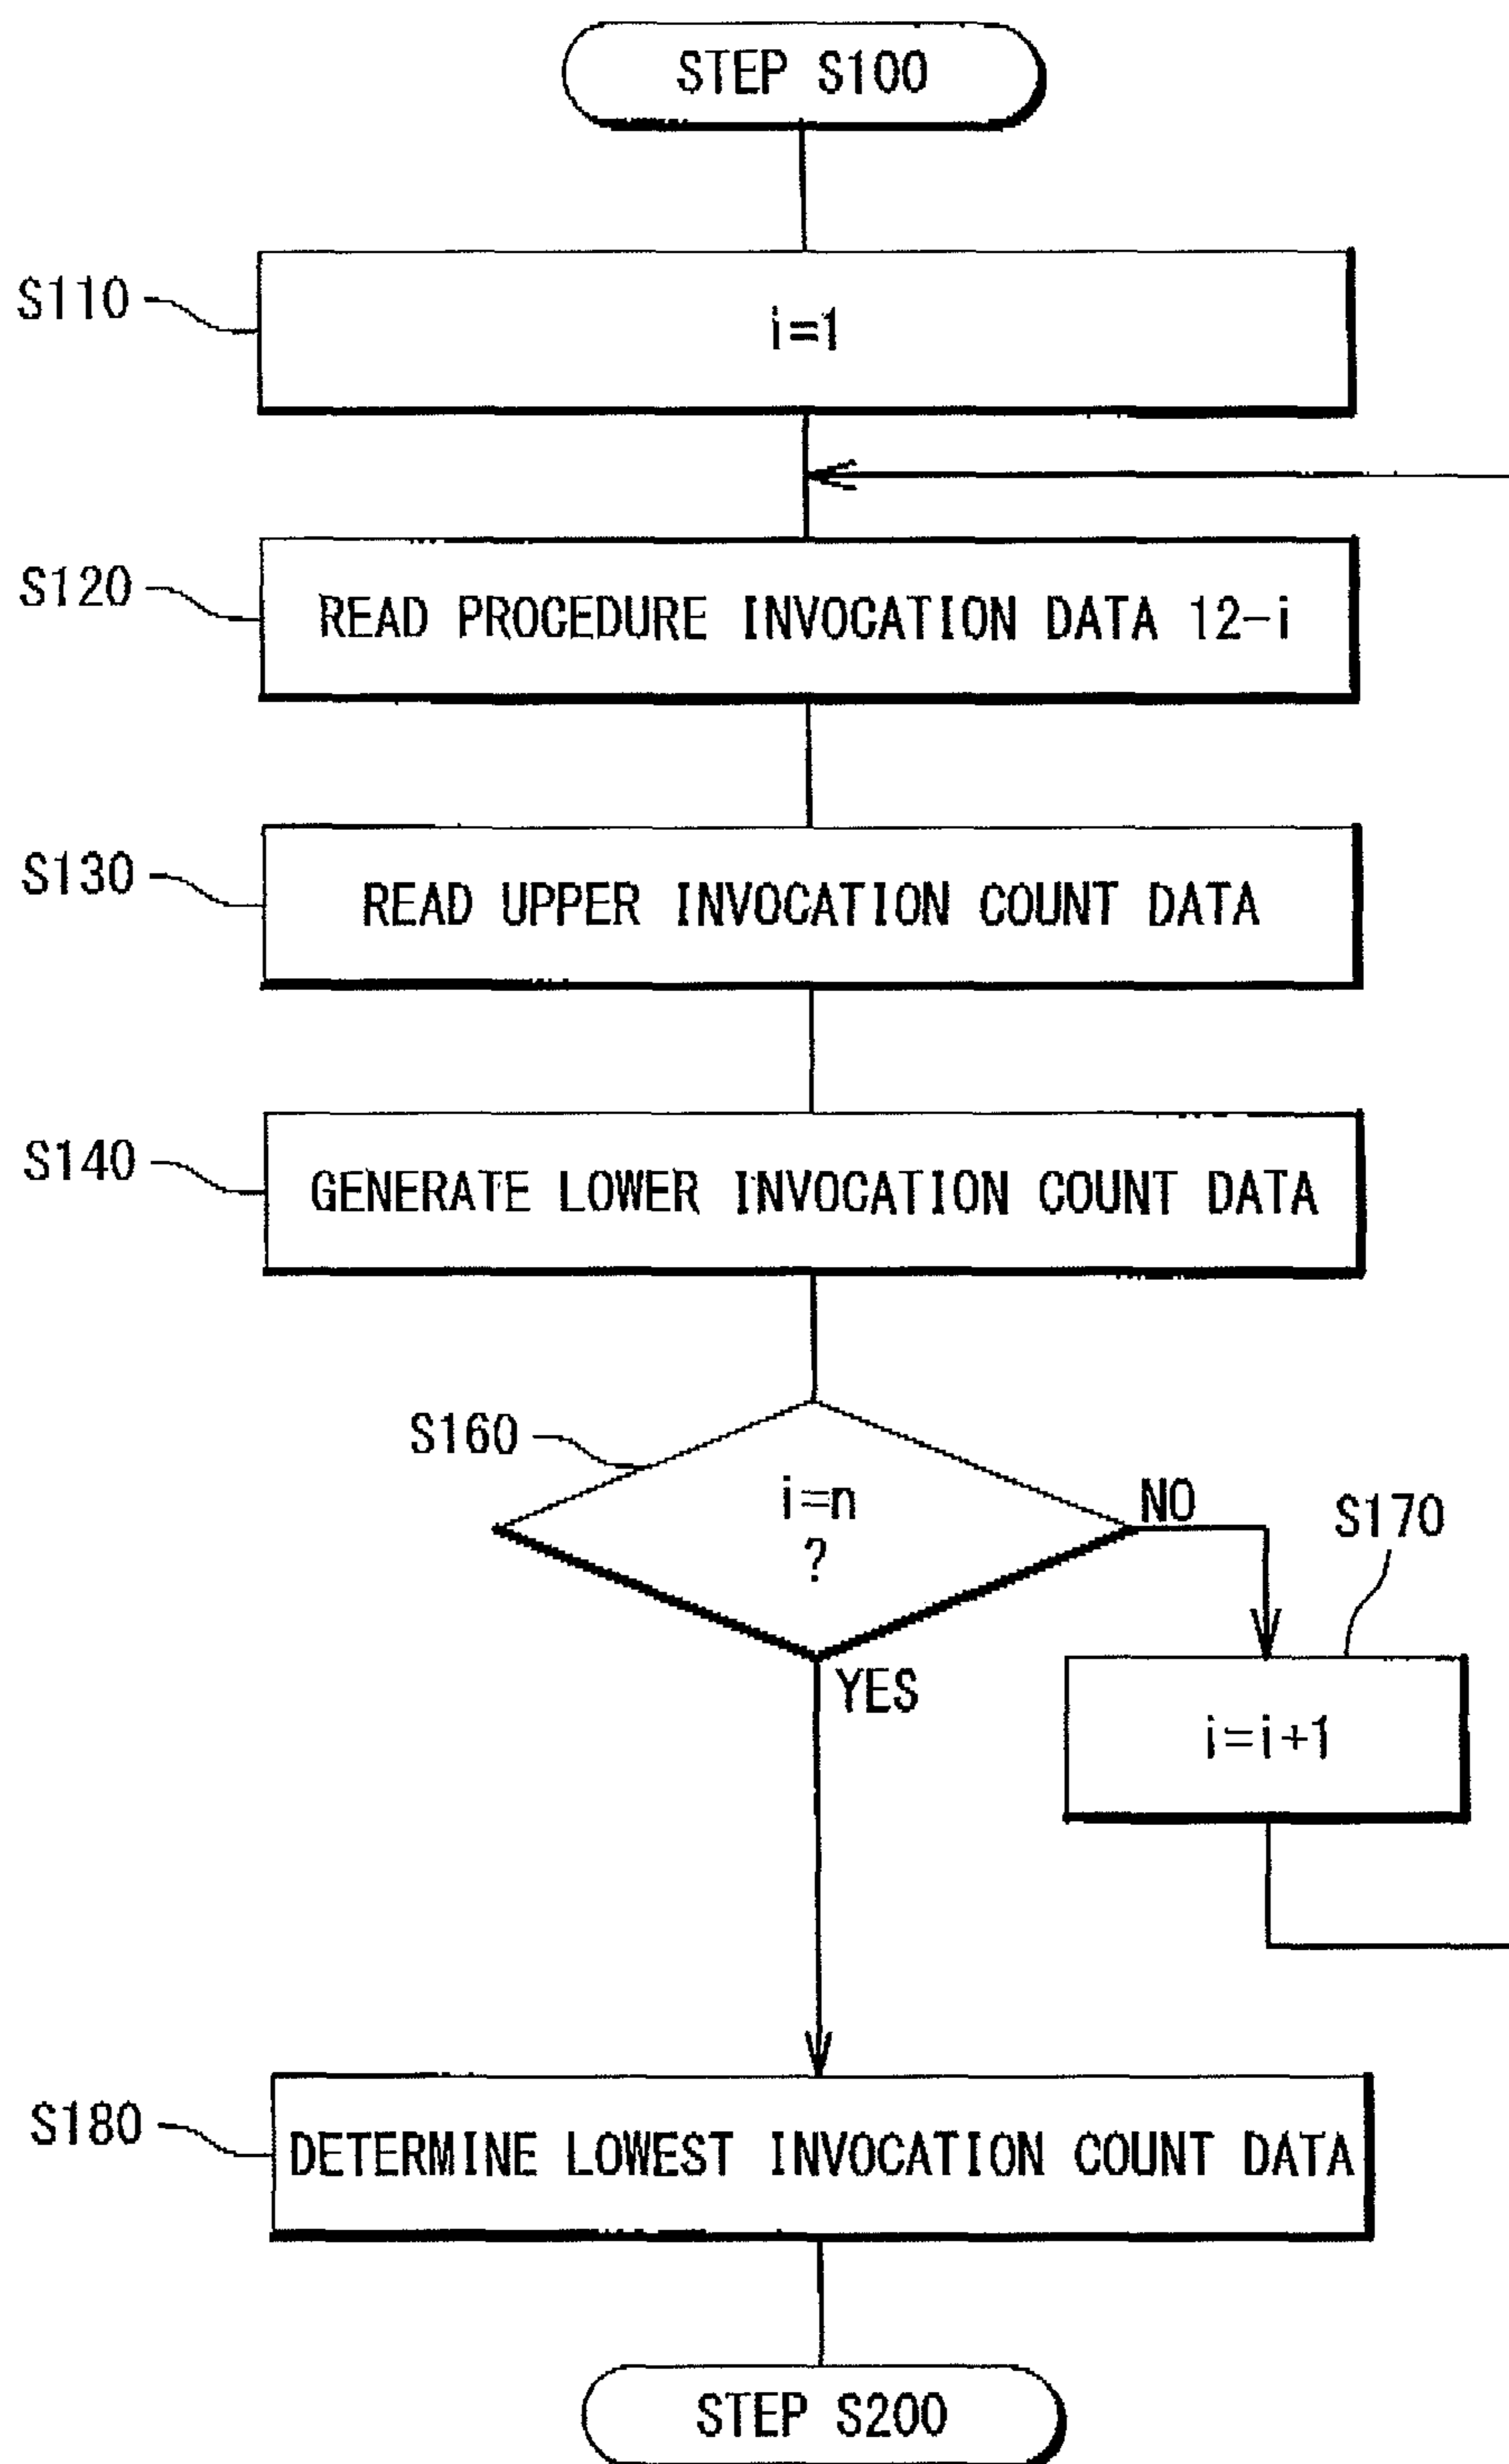 STEP S100
S110
i=1
S120
READ PROCEDURE INVOCATION DATA 12-i
S130
READ UPPER INVOCATION COUNT DATA
S140
GENERATE LOWER INVOCATION COUNT DATA
S160
i=n
?
NO
S170
YES
i=i+1
S180
DETERMINE LOWEST INVOCATION COUNT DATA
STEP S200